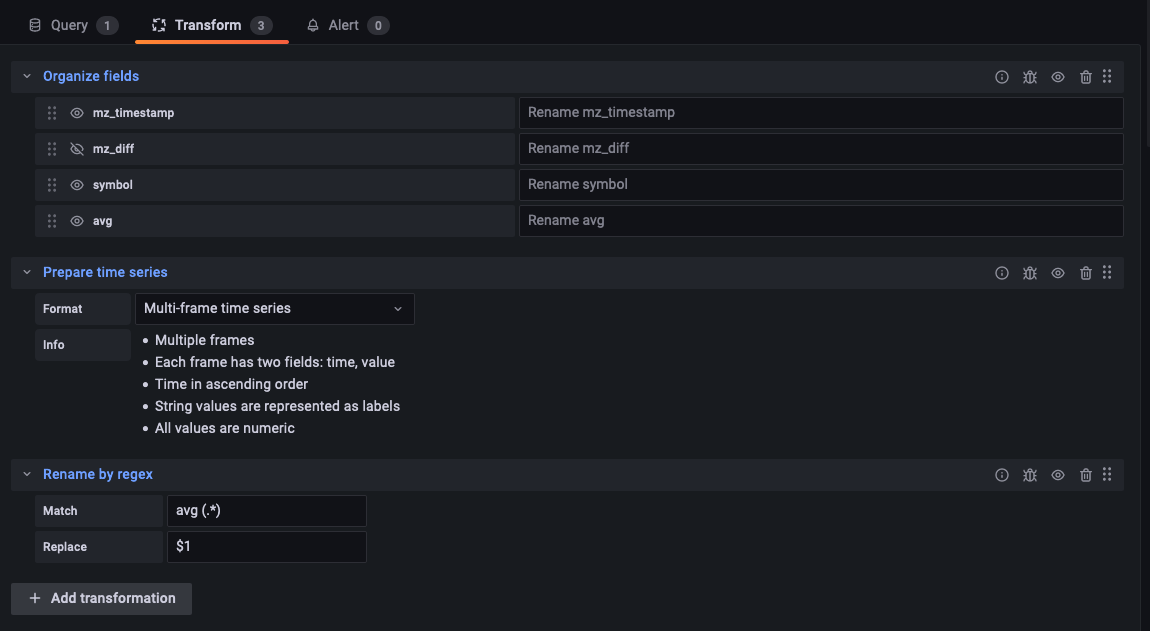 Query 1 Transform 3 Alert 0
Organize fields
mz_timestamp Rename mz_timestamp
mz_diff Rename mz_diff
symbol Rename symbol
avg Rename avg
Prepare time series
Format Multi-frame time series
Info
• Multiple frames
• Each frame has two fields: time, value
• Time in ascending order
• String values are represented as labels
• All values are numeric
Rename by regex
Match avg (.*)
Replace $1
+ Add transformation